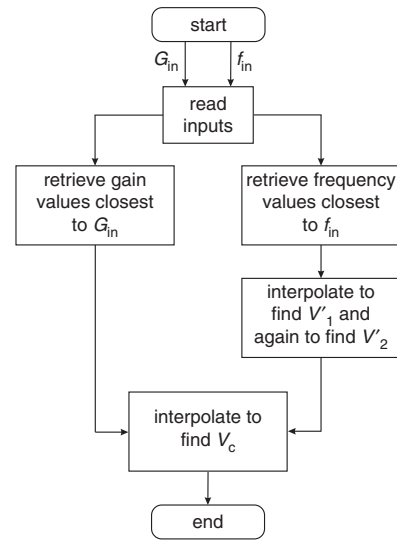 start
G_in
f_in
read
inputs
retrieve gain
values closest
to G_in
retrieve frequency
values closest
to f_in
interpolate to
find V'_1 and
again to find V'_2
interpolate to
find V_c
end